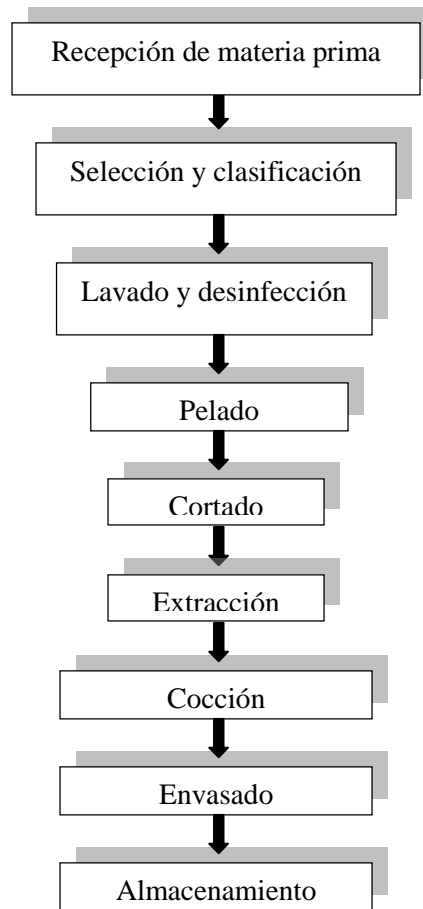 Recepción de materia prima
Selección y clasificación
Lavado y desinfección
Pelado
Cortado
Extracción
Cocción
Envasado
Almacenamiento